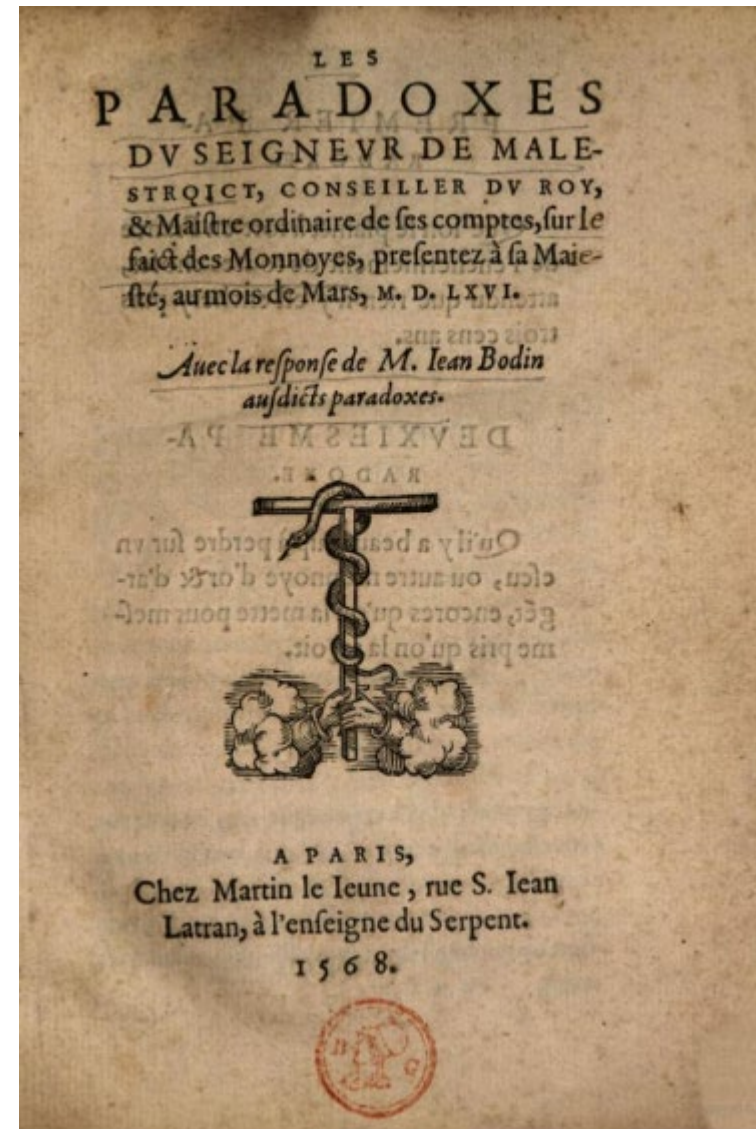 LES
PARADOXES
DV SEIGNEVR DE MALE-
STROICT, CONSEILLER DV ROY,
& Maiſtre ordinaire de ſes comptes, ſur le
faict des Monnoyes, preſentez à ſa Maie-
ſté, au mois de Mars, M. D. LXVI.
Auec la reſponſe de M. Iean Bodin
auſdicts paradoxes.
A PARIS,
Chez Martin le Ieune, rue S. Iean
Latran, à l'enſeigne du Serpent.
1568.
B G